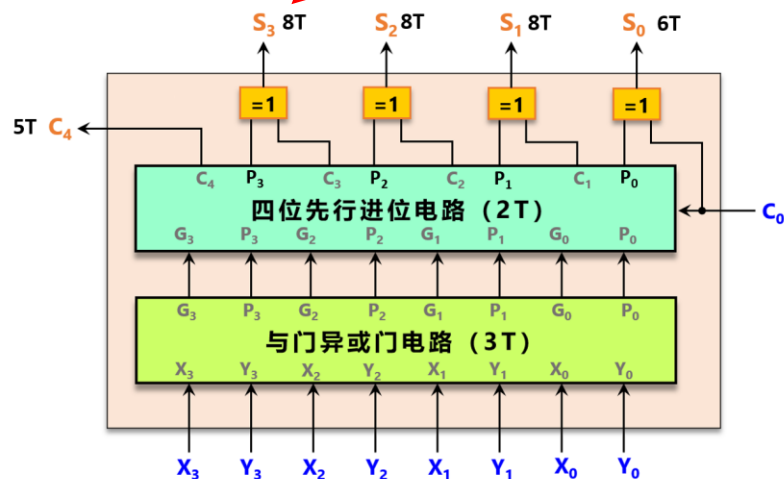 S₃ 8T S₂ 8T S₁ 8T S₀ 6T
=1 =1 =1 =1
5T C₄
C₄ P₃ C₃ P₂ C₂ P₁ C₁ P₀
四位先行进位电路（2T） C₀
G₃ P₃ G₂ P₂ G₁ P₁ G₀ P₀
G₃ P₃ G₂ P₂ G₁ P₁ G₀ P₀
与门异或门电路（3T）
X₃ Y₃ X₂ Y₂ X₁ Y₁ X₀ Y₀
X₃ Y₃ X₂ Y₂ X₁ Y₁ X₀ Y₀